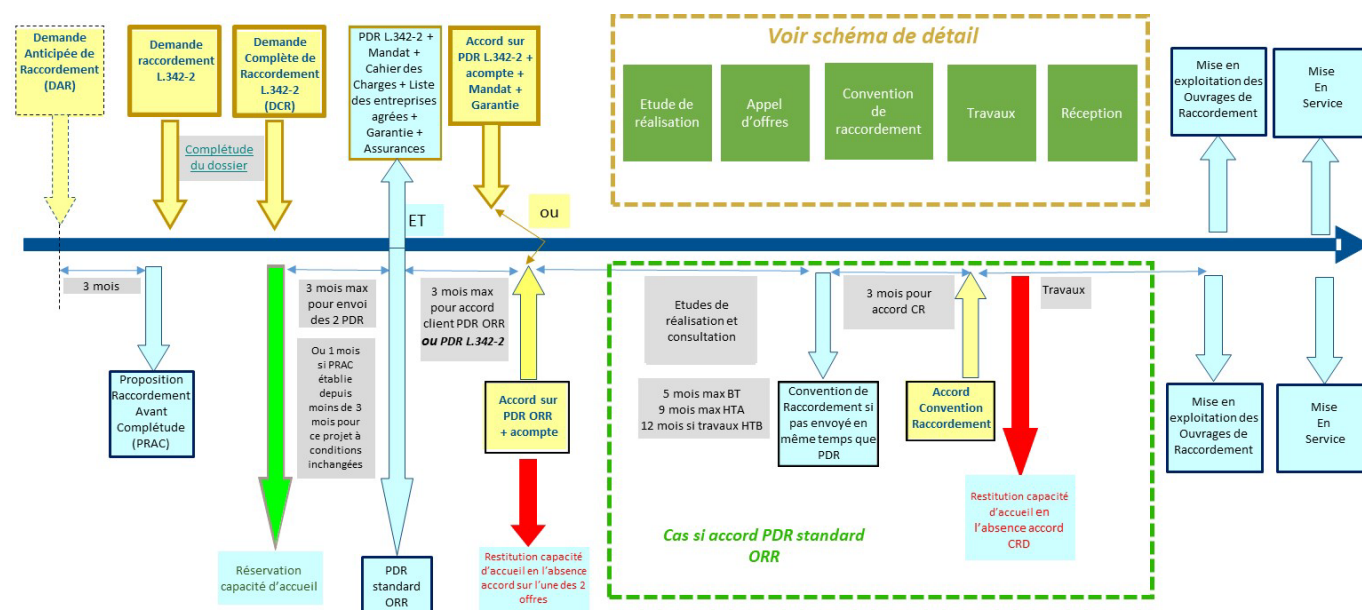 Demande
Anticipée de
Raccordement
(DAR)
Demande
raccordement
L.342-2
Demande
Complète de
Raccordement
L.342-2
(DCR)
PDR L.342-2 +
Mandat +
Cahier des
Charges + Liste
des entreprises
agrées +
Garantie +
Assurances
Accord sur
PDR L.342-2 +
acompte +
Mandat +
Garantie
Voir schéma de détail
Etude de
réalisation
Appel
d'offres
Convention
de
raccordement
Travaux
Réception
Mise en
exploitation des
Ouvrages de
Raccordement
Mise
En
Service
Complétude
du dossier
ET
ou
3 mois
3 mois max
pour envoi
des 2 PDR
Ou 1 mois
si PRAC
établie
depuis
moins de 3
mois pour
ce projet à
conditions
inchangées
3 mois max
pour accord
client PDR ORR
ou PDR L.342-2
Etudes de
réalisation et
consultation
3 mois pour
accord CR
Travaux
Proposition
Raccordement
Avant
Complétude
(PRAC)
Accord sur
PDR ORR
+ acompte
5 mois max BT
9 mois max HTA
12 mois si travaux HTB
Convention de
Raccordement si
pas envoyé en
même temps que
PDR
Accord
Convention
Raccordement
Mise en
exploitation des
Ouvrages de
Raccordement
Mise
En
Service
Réservation
capacité d'accueil
PDR
standard
ORR
Restitution capacité
d'accueil en l'absence
accord sur l'une des 2
offres
Cas si accord PDR standard
ORR
Restitution capacité
d'accueil en
l'absence accord
CRD